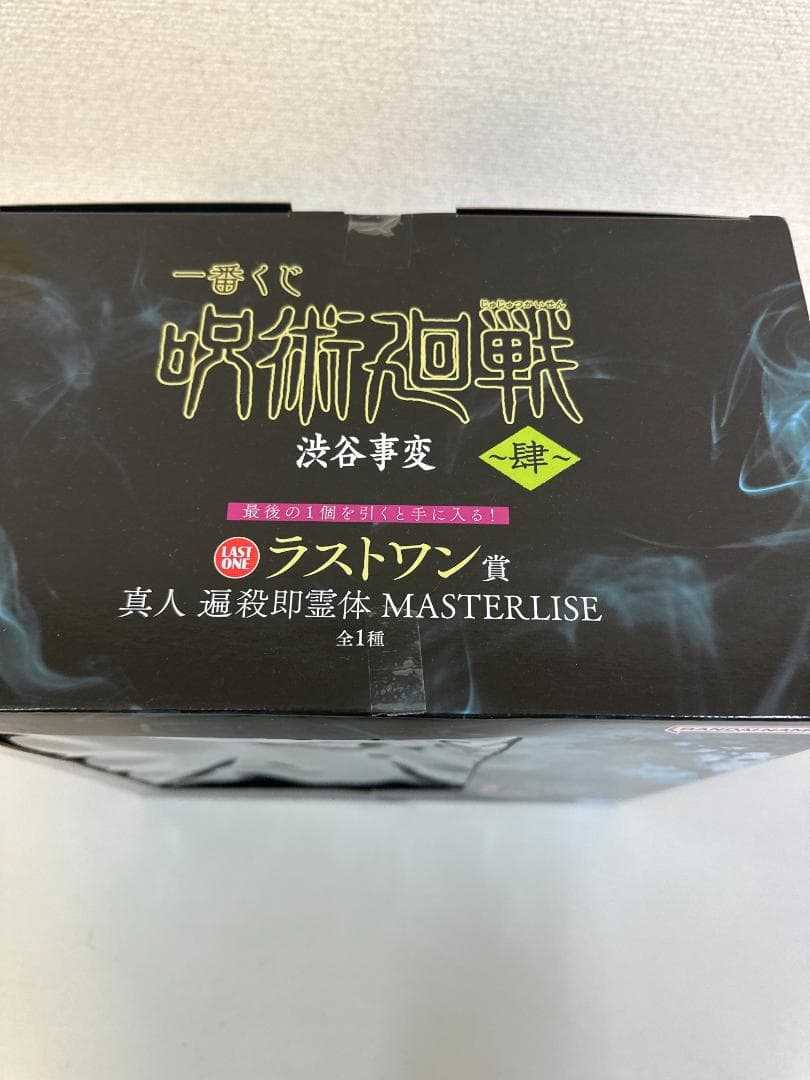 一番くじ
じゅじゅつかいせん
呪術廻戦
渋谷事変 ～肆～
最後の1個を引くと手に入る！
LAST ONE ラストワン賞
真人 遍殺即霊体 MASTERLISE
全1種
BANDAI NAM